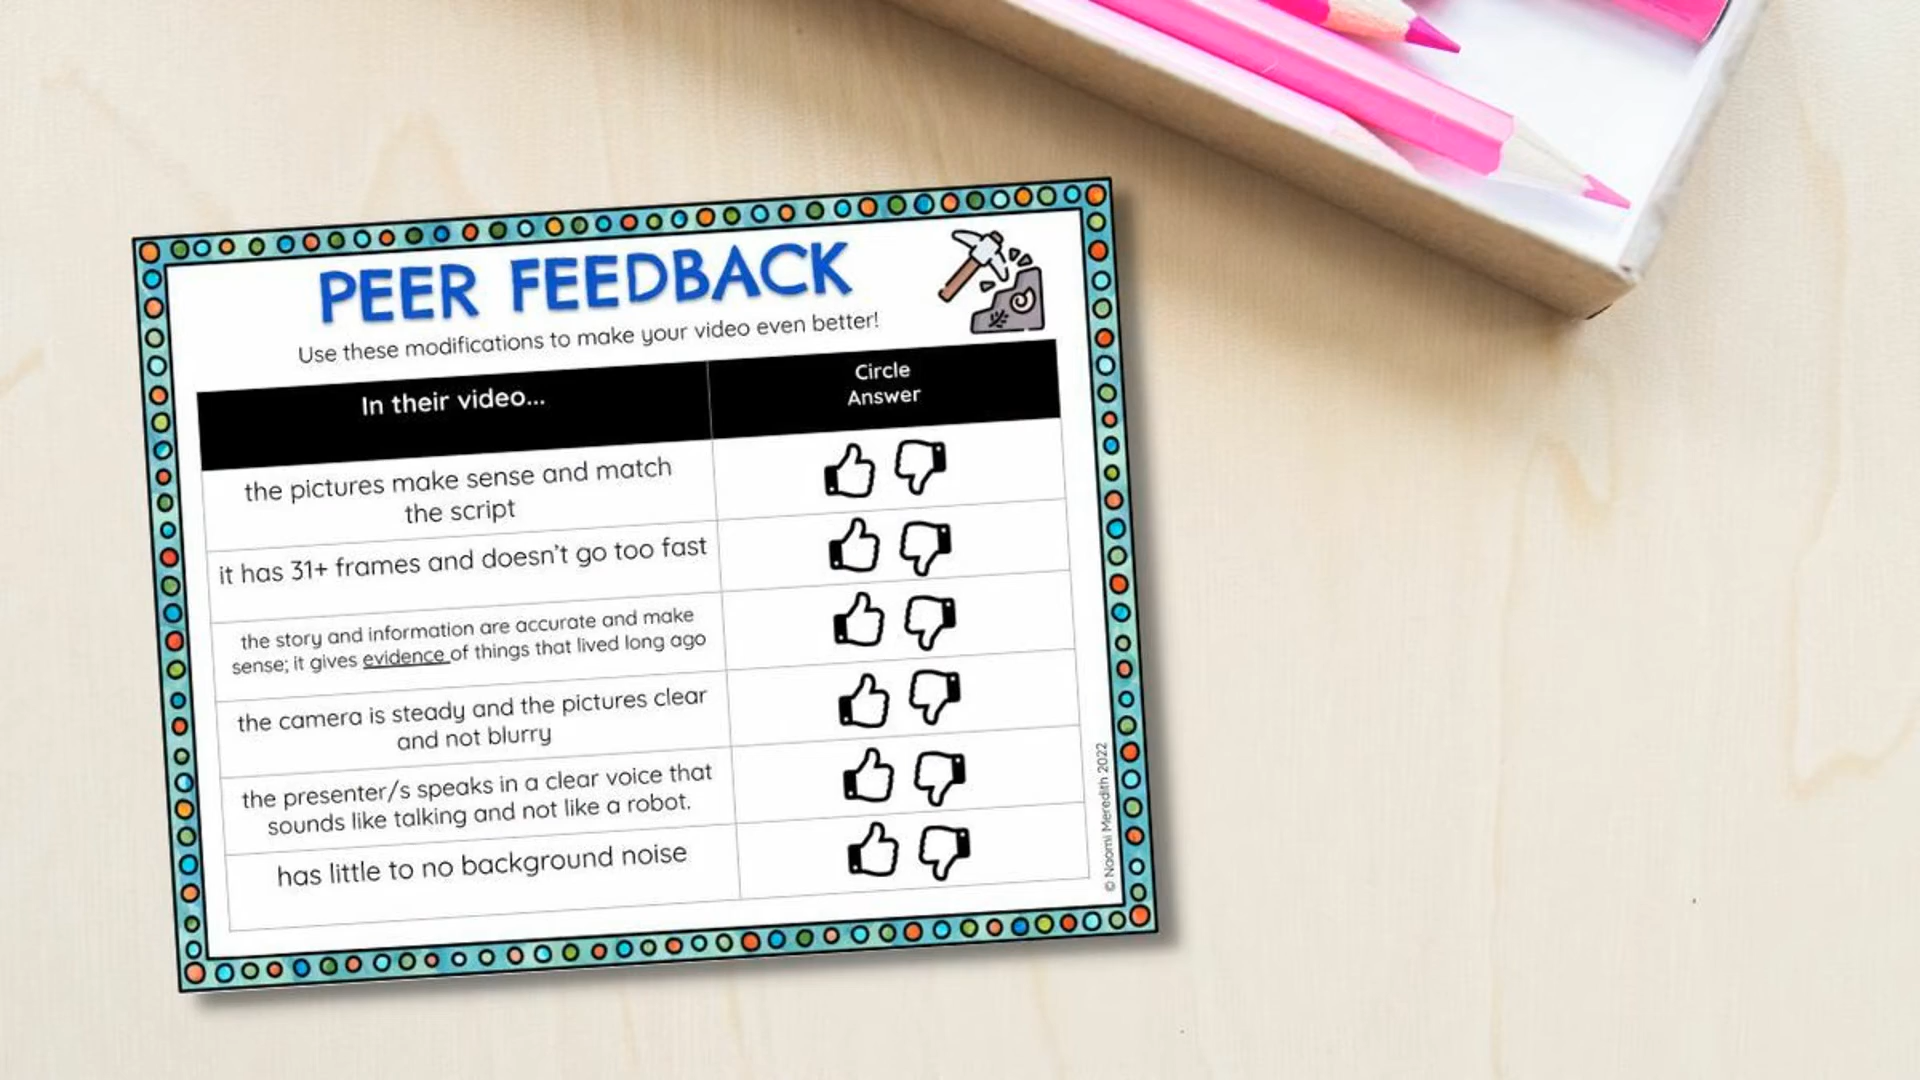 PEER FEEDBACK
Use these modifications to make your video even better!
In their video...
Circle
Answer
the pictures make sense and match
the script
it has 31+ frames and doesn't go too fast
the story and information are accurate and make
sense; it gives evidence of things that lived long ago
the camera is steady and the pictures clear
and not blurry
the presenter/s speaks in a clear voice that
sounds like talking and not like a robot.
has little to no background noise
© Naomi Meredith 2022